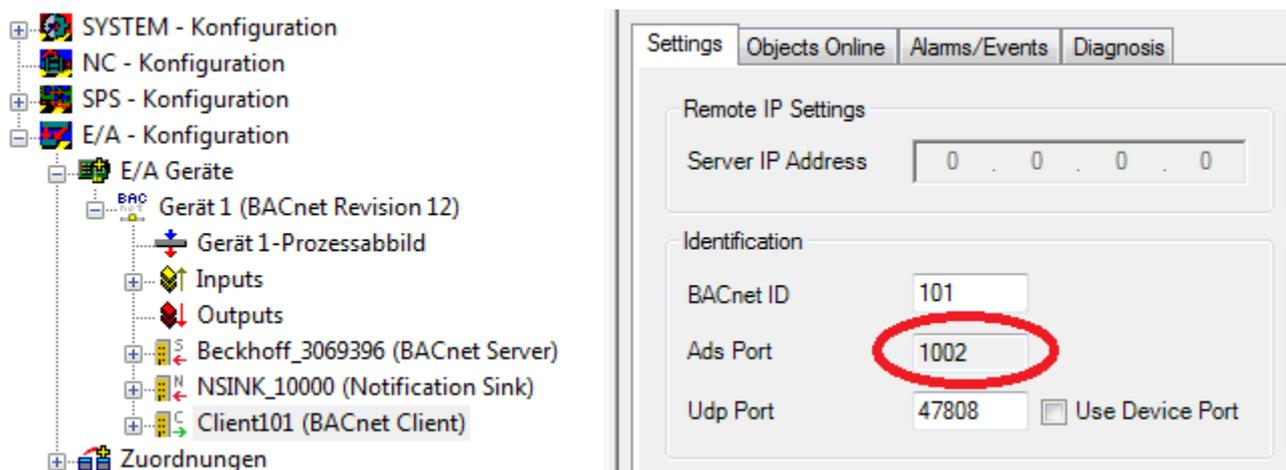 SYSTEM - Konfiguration
NC - Konfiguration
SPS - Konfiguration
E/A - Konfiguration
E/A Geräte
BAC
net
Gerät 1 (BACnet Revision 12)
Gerät 1-Prozessabbild
Inputs
Outputs
S
Beckhoff_3069396 (BACnet Server)
N
NSINK_10000 (Notification Sink)
C
Client101 (BACnet Client)
Zuordnungen
Settings Objects Online Alarms/Events Diagnosis
Remote IP Settings
Server IP Address 0 . 0 . 0 . 0
Identification
BACnet ID 101
Ads Port 1002
Udp Port 47808 Use Device Port